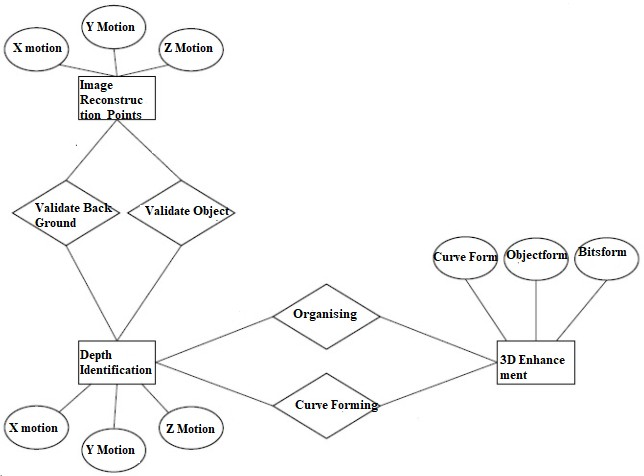 X motion
Y Motion
Z Motion
Image
Reconstruc
tion Points
Validate Back
Ground
Validate Object
Curve Form
Objectform
Bitsform
Organising
Depth
Identification
3D Enhance
ment
Curve Forming
X motion
Y Motion
Z Motion